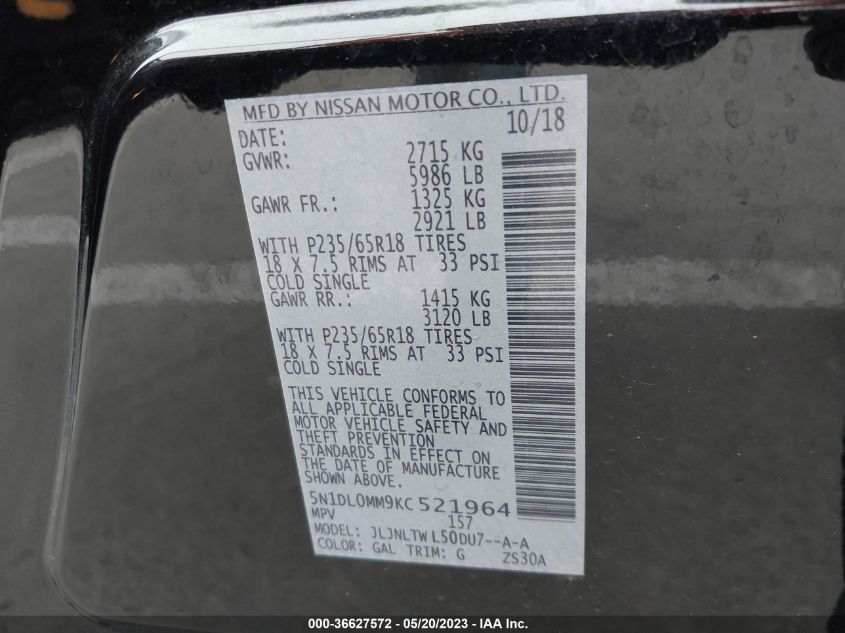 MFD BY NISSAN MOTOR CO., LTD.
DATE: 10/18
GVWR: 2715 KG
5986 LB
GAWR FR.: 1325 KG
2921 LB
WITH P235/65R18 TIRES
18 X 7.5 RIMS AT 33 PSI
COLD SINGLE
GAWR RR.: 1415 KG
3120 LB
WITH P235/65R18 TIRES
18 X 7.5 RIMS AT 33 PSI
COLD SINGLE
THIS VEHICLE CONFORMS TO
ALL APPLICABLE FEDERAL
MOTOR VEHICLE SAFETY AND
THEFT PREVENTION
STANDARDS IN EFFECT ON
THE DATE OF MANUFACTURE
SHOWN ABOVE.
5N1DL0MM9KC521964
MPV 157
MODEL: JLJNLTWL50DU7--A-A
COLOR: GAL TRIM: G ZS30A
000-36627572 — 05/20/2023 - IAA Inc.